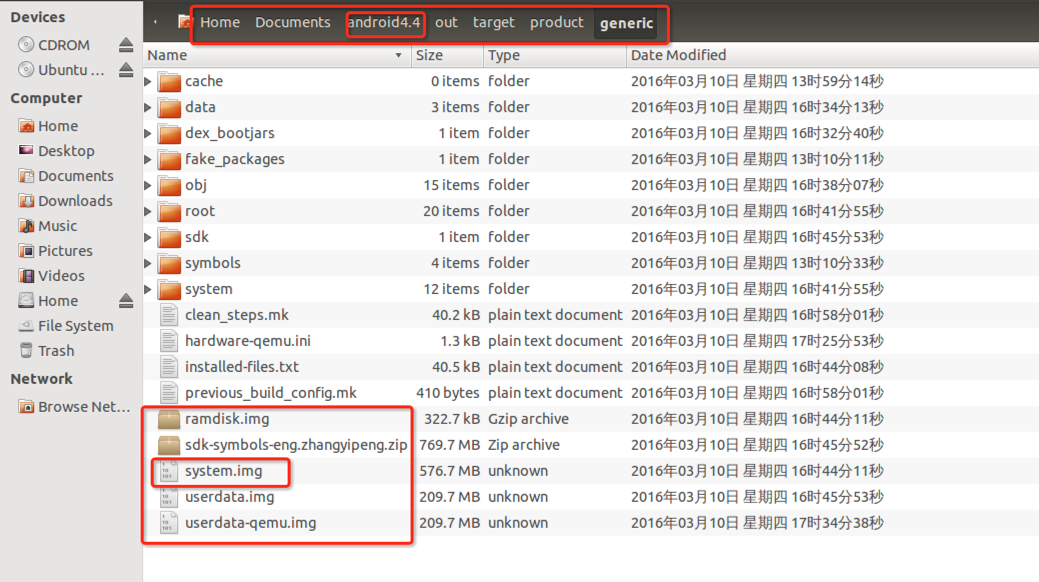 Devices
CDROM
Ubuntu ...
Computer
Home
Desktop
Documents
Downloads
Music
Pictures
Videos
Home
File System
Trash
Network
Browse Net...
Home Documents android4.4 out target product generic
Name Size Type Date Modified
cache 0 items folder 2016年03月10日 星期四 13时59分14秒
data 3 items folder 2016年03月10日 星期四 16时34分13秒
dex_bootjars 1 item folder 2016年03月10日 星期四 16时32分40秒
fake_packages 1 item folder 2016年03月10日 星期四 13时10分11秒
obj 15 items folder 2016年03月10日 星期四 16时38分07秒
root 20 items folder 2016年03月10日 星期四 16时41分55秒
sdk 1 item folder 2016年03月10日 星期四 16时45分53秒
symbols 4 items folder 2016年03月10日 星期四 13时10分33秒
system 12 items folder 2016年03月10日 星期四 16时41分55秒
clean_steps.mk 40.2 kB plain text document 2016年03月10日 星期四 16时58分01秒
hardware-qemu.ini 1.3 kB plain text document 2016年03月10日 星期四 17时25分53秒
installed-files.txt 40.5 kB plain text document 2016年03月10日 星期四 16时44分08秒
previous_build_config.mk 410 bytes plain text document 2016年03月10日 星期四 16时58分01秒
ramdisk.img 322.7 kB Gzip archive 2016年03月10日 星期四 16时44分11秒
sdk-symbols-eng.zhangyipeng.zip 769.7 MB Zip archive 2016年03月10日 星期四 16时45分52秒
system.img 576.7 MB unknown 2016年03月10日 星期四 16时44分11秒
userdata.img 209.7 MB unknown 2016年03月10日 星期四 16时45分53秒
userdata-qemu.img 209.7 MB unknown 2016年03月10日 星期四 17时34分38秒